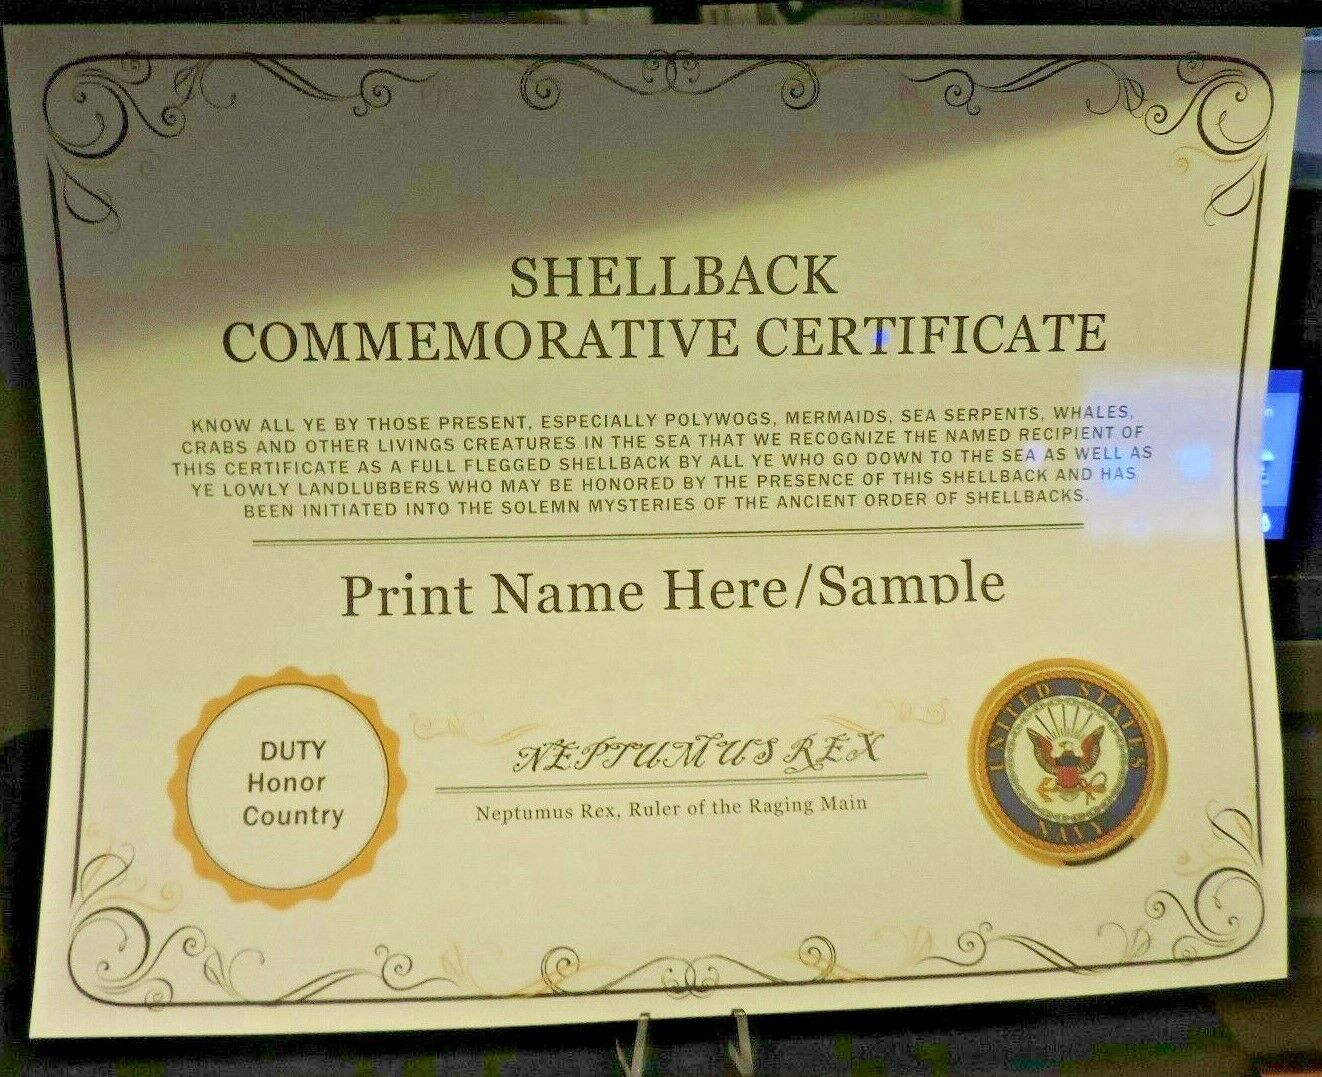 SHELLBACK
COMMEMORATIVE CERTIFICATE
KNOW ALL YE BY THOSE PRESENT, ESPECIALLY POLYWOGS, MERMAIDS, SEA SERPENTS, WHALES,
CRABS AND OTHER LIVINGS CREATURES IN THE SEA THAT WE RECOGNIZE THE NAMED RECIPIENT OF
THIS CERTIFICATE AS A FULL FLEGGED SHELLBACK BY ALL YE WHO GO DOWN TO THE SEA AS WELL AS
YE LOWLY LANDLUBBERS WHO MAY BE HONORED BY THE PRESENCE OF THIS SHELLBACK AND HAS
BEEN INITIATED INTO THE SOLEMN MYSTERIES OF THE ANCIENT ORDER OF SHELLBACKS.
Print Name Here/Sample
DUTY
Honor
Country
NEPTUMUS REX
Neptumus Rex, Ruler of the Raging Main
UNITED STATES
NAVY